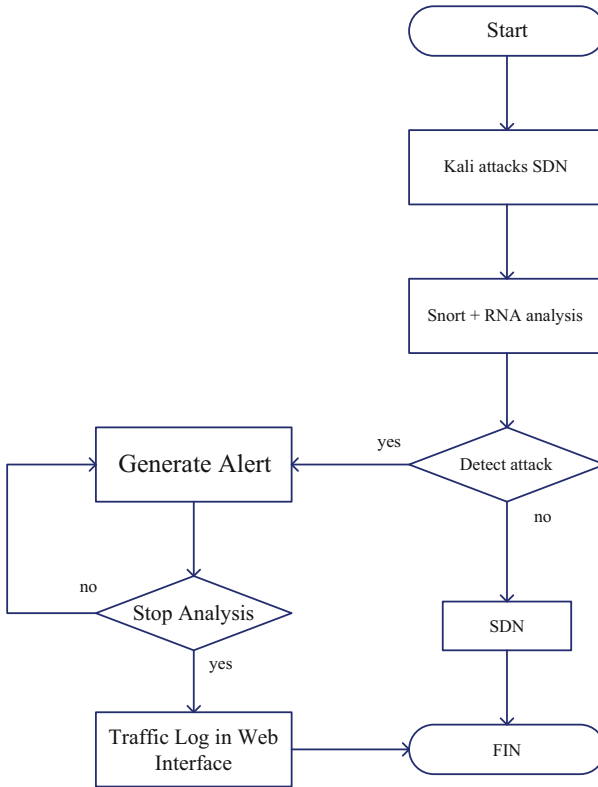 Start
Kali attacks SDN
Snort + RNA analysis
Detect attack
yes
Generate Alert
no
Stop Analysis
no
yes
SDN
Traffic Log in Web
Interface
FIN